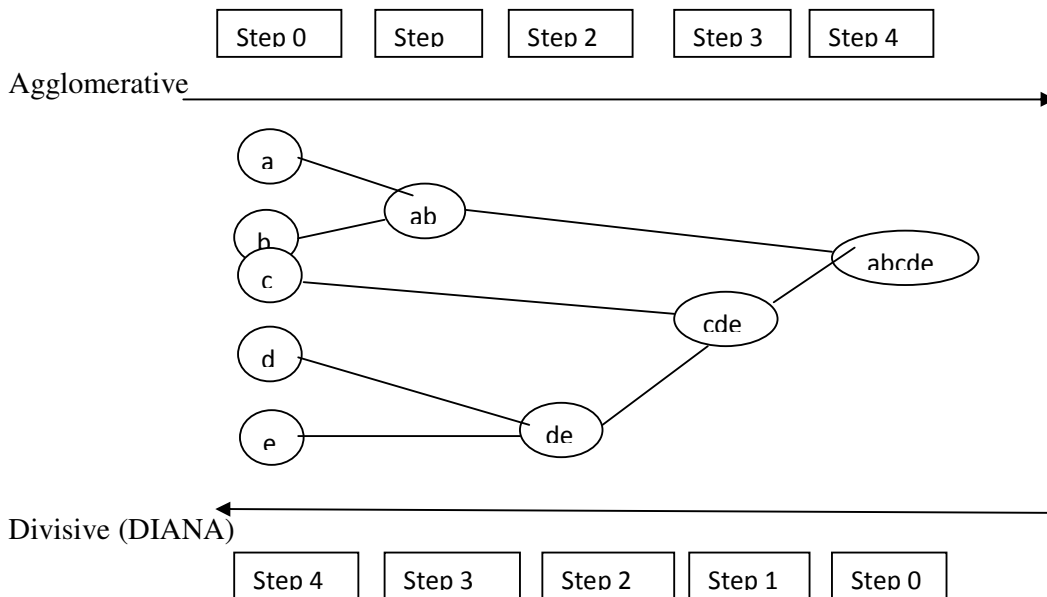 Step 0 Step Step 2 Step 3 Step 4
Agglomerative
a
ab
b
abcde
c
cde
d
de
e
Divisive (DIANA)
Step 4 Step 3 Step 2 Step 1 Step 0